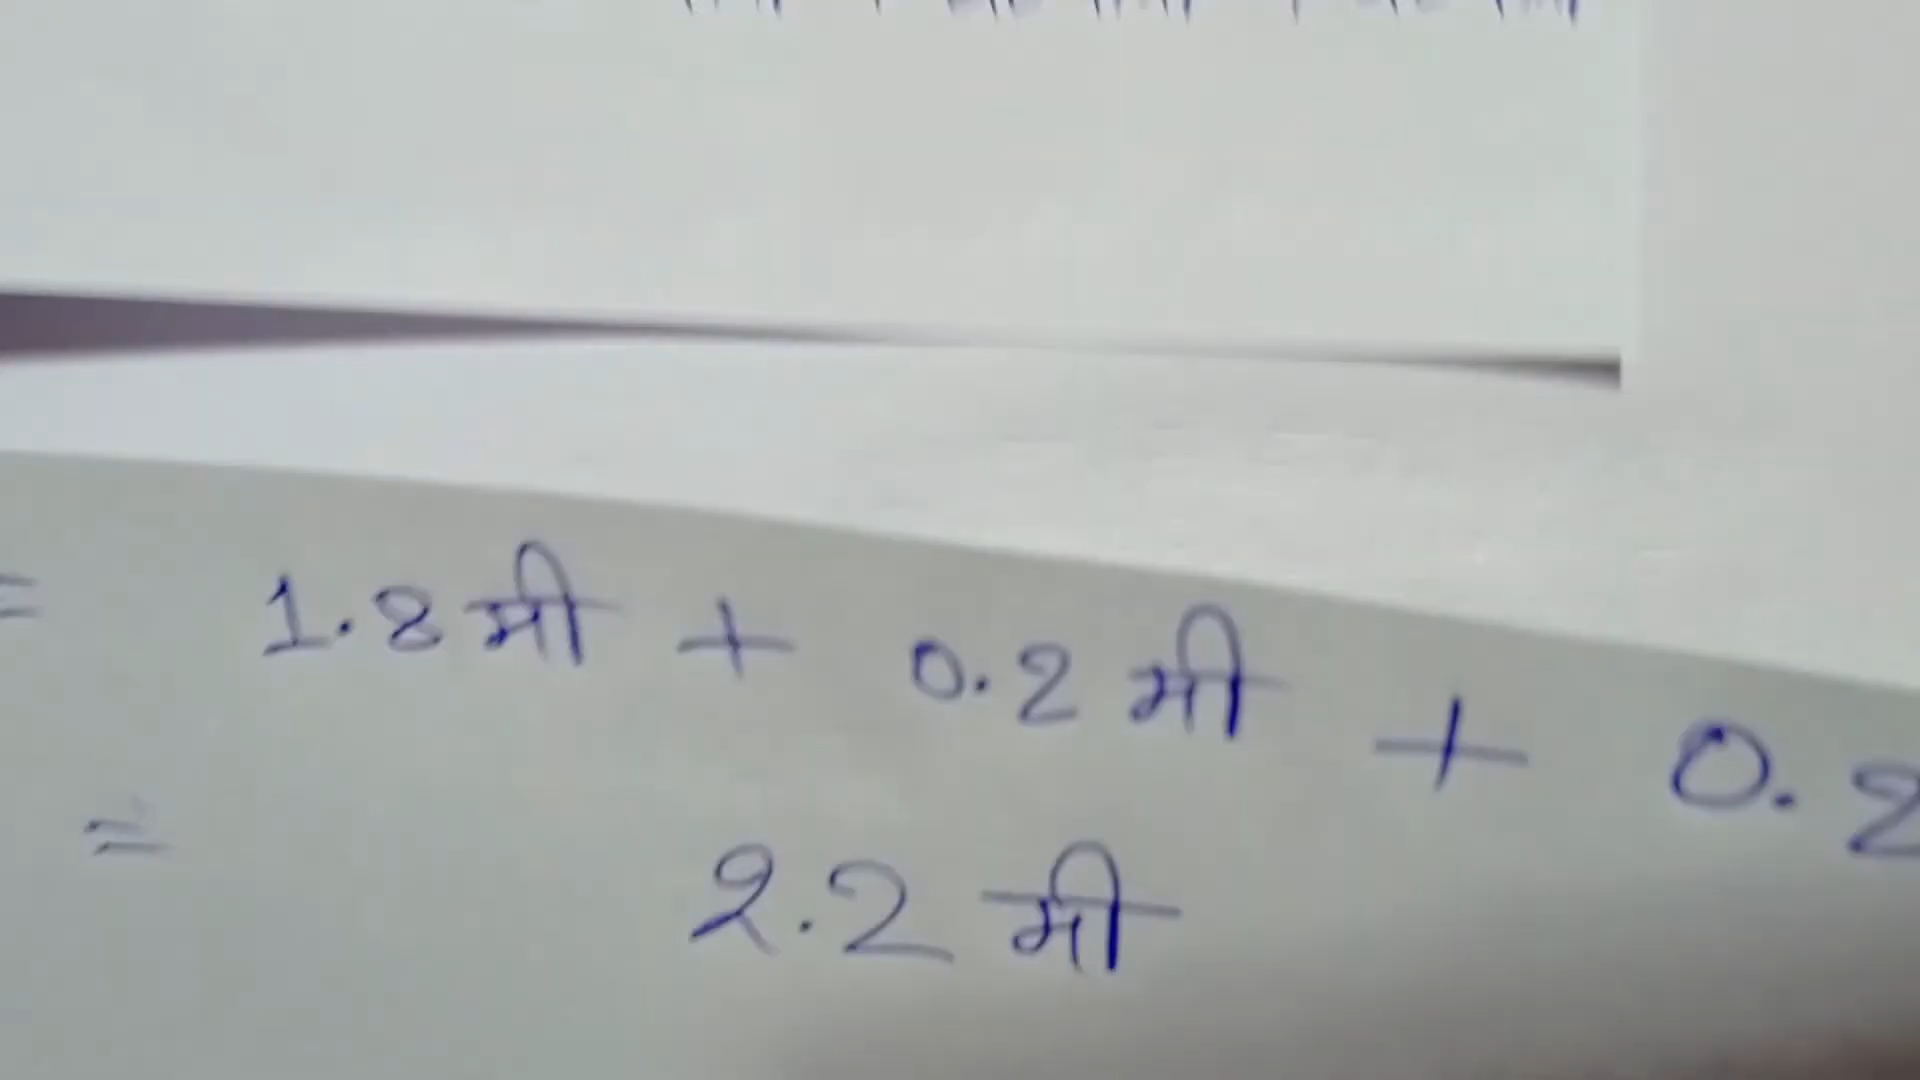 = 1.8 मी + 0.2 मी + 0.2
= 2.2 मी